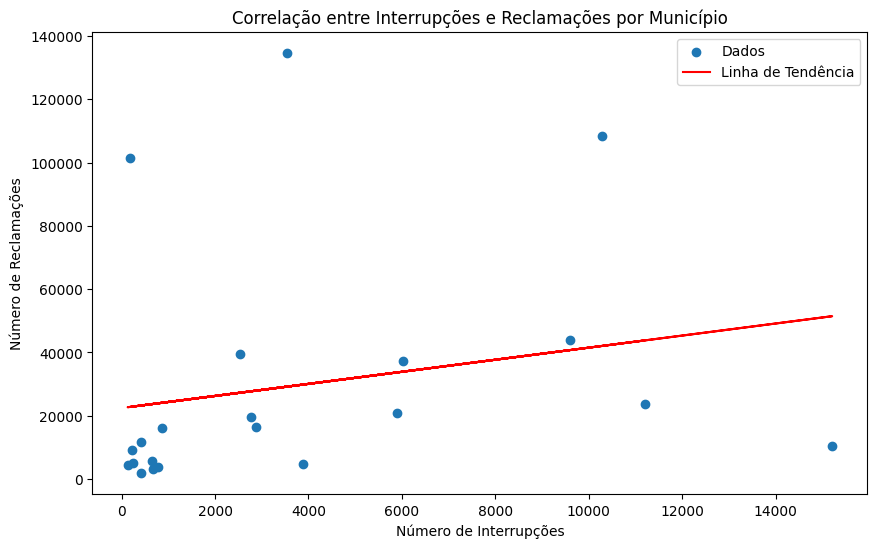 Correlação entre Interrupções e Reclamações por Município
Dados
Linha de Tendência
140000
120000
100000
80000
60000
40000
20000
0
Número de Reclamações
0 2000 4000 6000 8000 10000 12000 14000
Número de Interrupções